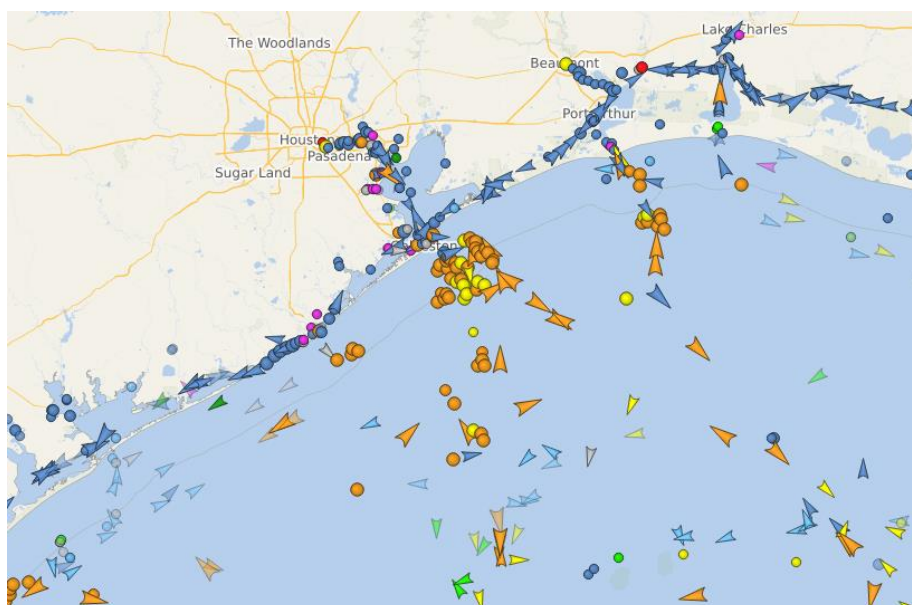 The Woodlands
Lake Charles
Beaumont
Port Arthur
Houston
Pasadena
Sugar Land